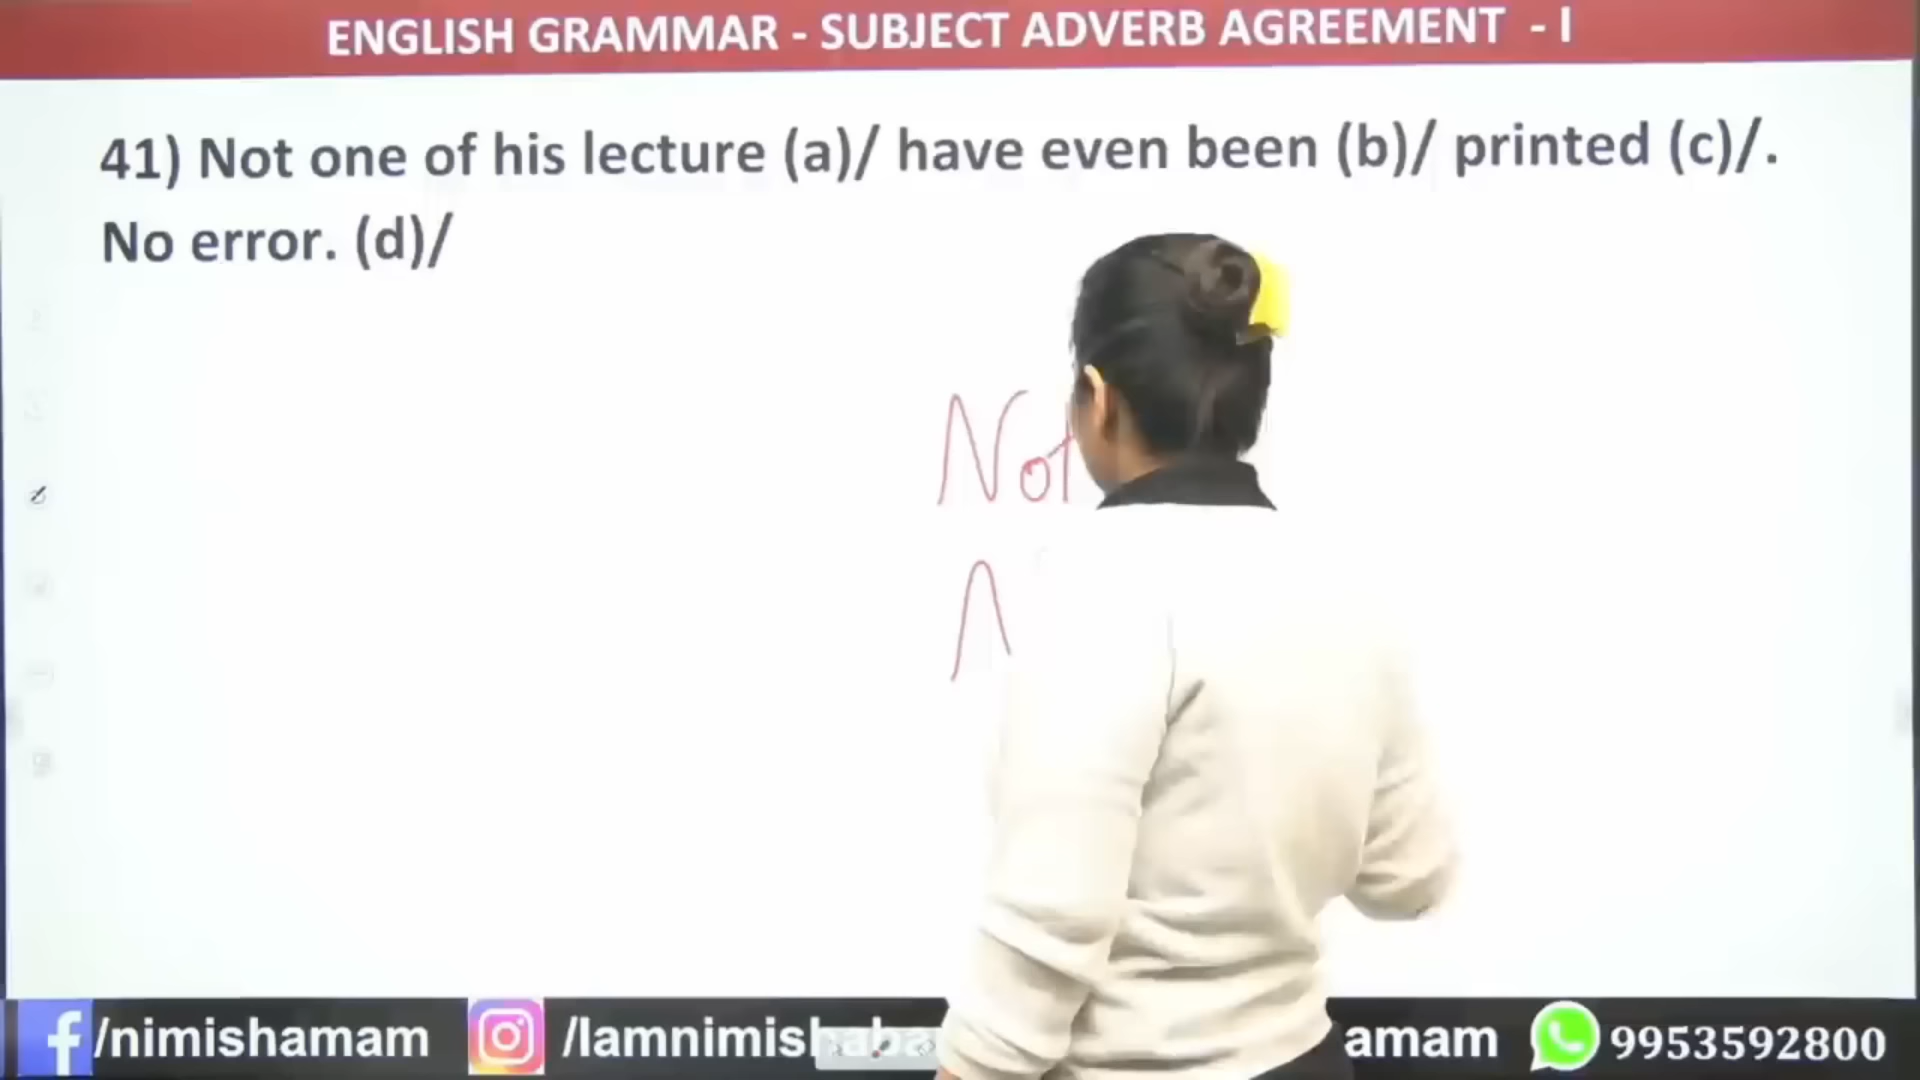 ENGLISH GRAMMAR - SUBJECT ADVERB AGREEMENT - I
41) Not one of his lecture (a)/ have even been (b)/ printed (c)/.
No error. (d)/
Not
/nimishamam /Iamnimisha amam 9953592800